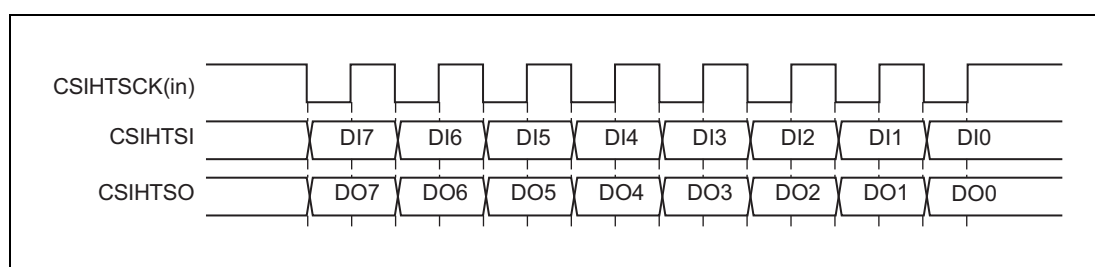 CSIHTSCK(in)
CSIHTSI DI7 DI6 DI5 DI4 DI3 DI2 DI1 DI0
CSIHTSO DO7 DO6 DO5 DO4 DO3 DO2 DO1 DO0